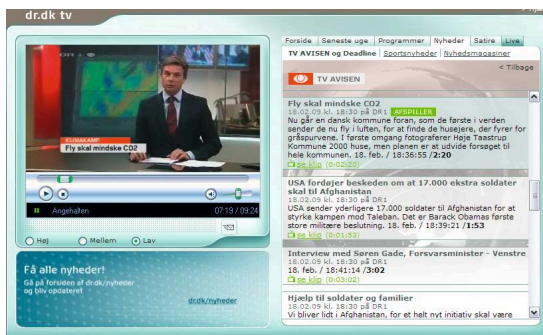 dr.dk tv
Forside Seneste uge Programmer Nyheder Satire Live
TV AVISEN og Deadline Sportsnyheder Nyhedsmagasiner
< Tilbage
TV AVISEN
KLIMAKAMP
Fly skal mindske CO2
Angehalten 07:19 / 09:24
Høj Mellem Lav
Få alle nyheder!
Gå på forsiden af dr.dk/nyheder
og bliv opdateret
dr.dk/nyheder
Fly skal mindske CO2
18.02.09 kl. 18:30 på DR1 AFSPILLER
Nu går en dansk kommune foran, som de første i verden
sender de nu fly i luften, for at finde de husejere, der fyrer for
gråspurvene. I første omgang fotograferer Høje Taastrup
Kommune 2000 huse, men planen er at udvide forsøget til
hele kommunen. 18. feb. / 18:36:55 /2:20
se klip (0:02:20)
USA fordøjer beskeden om at 17.000 ekstra soldater
skal til Afghanistan
18.02.09 kl. 18:30 på DR1
USA sender yderligere 17.000 soldater til Afghanistan for at
styrke kampen mod Taleban. Det er Barack Obamas første
store militære beslutning. 18. feb. / 18:39:21 /1:53
se klip (0:01:53)
Interview med Søren Gade, Forsvarsminister - Venstre
18.02.09 kl. 18:30 på DR1
18. feb. / 18:41:14 /3:02
se klip (0:03:02)
Hjælp til soldater og familier
18.02.09 kl. 18:30 på DR1
Vi bliver lidt i Afghanistan, for et helt nyt initiativ skal være